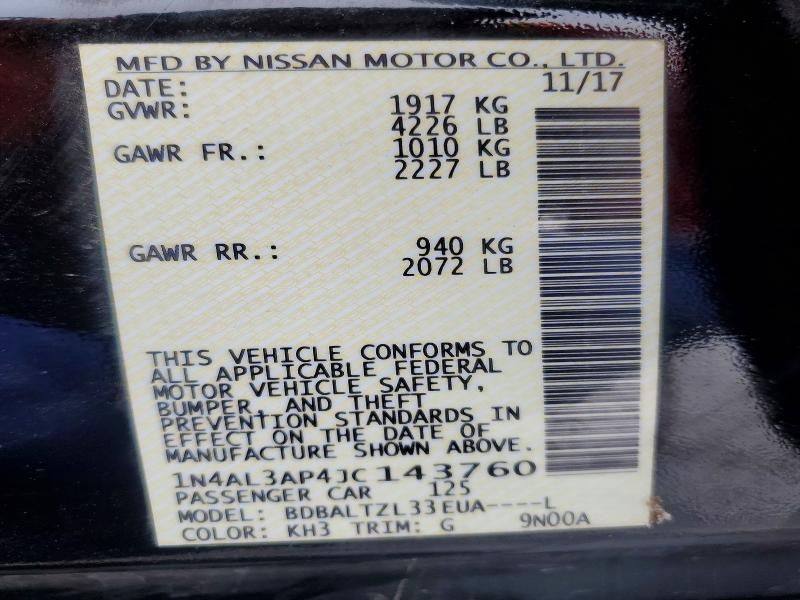 MFD BY NISSAN MOTOR CO., LTD.
DATE: 11/17
GVWR: 1917 KG
4226 LB
GAWR FR.: 1010 KG
2227 LB
GAWR RR.: 940 KG
2072 LB
THIS VEHICLE CONFORMS TO
ALL APPLICABLE FEDERAL
MOTOR VEHICLE SAFETY,
BUMPER, AND THEFT
PREVENTION STANDARDS IN
EFFECT ON THE DATE OF
MANUFACTURE SHOWN ABOVE.
1N4AL3AP4JC143760
PASSENGER CAR 125
MODEL: BDBALTZL33EUA----L
COLOR: KH3 TRIM: G 9N00A